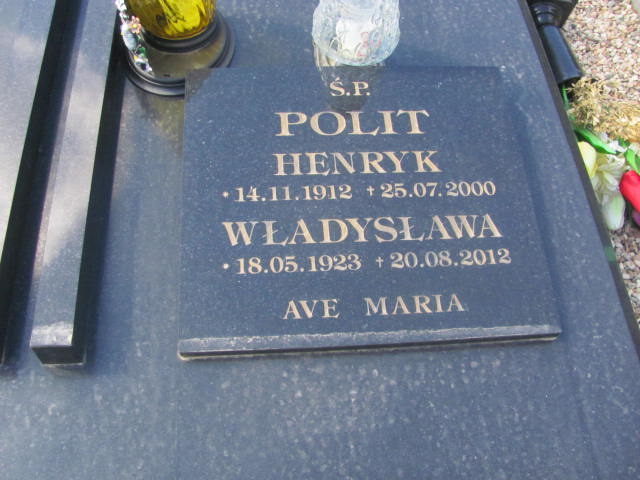 Ś.P.
POLIT
HENRYK
* 14.11.1912 † 25.07.2000
WŁADYSŁAWA
* 18.05.1923 † 20.08.2012
AVE MARIA